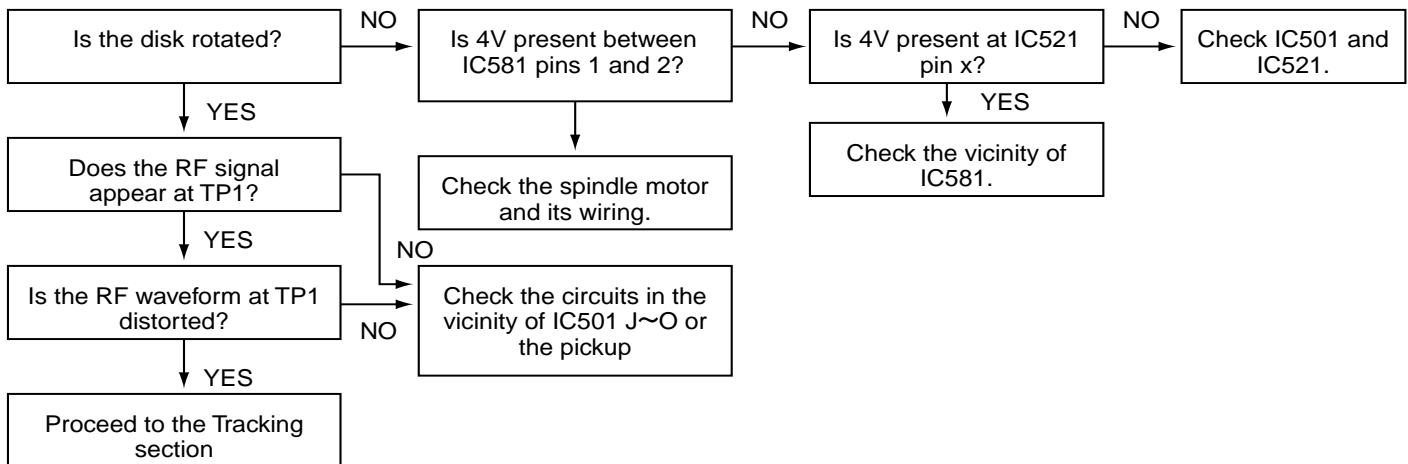 Is the disk rotated?
NO
Is 4V present between
IC581 pins 1 and 2?
NO
Is 4V present at IC521
pin x?
NO
Check IC501 and
IC521.
YES
YES
Does the RF signal
appear at TP1?
Check the spindle motor
and its wiring.
Check the vicinity of
IC581.
YES
NO
Is the RF waveform at TP1
distorted?
NO
Check the circuits in the
vicinity of IC501 J~O or
the pickup
YES
Proceed to the Tracking
section